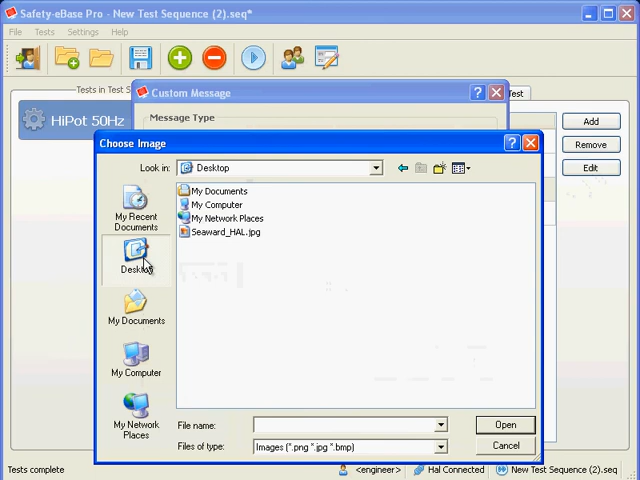 Safety-eBase Pro - New Test Sequence (2).seq*
File Tests Settings Help
Tests in Test S
Custom Message
Test
HiPot 50Hz
Message Type
Add
Remove
Edit
Choose Image
Look in: Desktop
My Recent
Documents
Desktop
My Documents
My Computer
My Network
Places
My Documents
My Computer
My Network Places
Seaward_HAL.jpg
File name:
Open
Files of type: Images (*.png *.jpg *.bmp)
Cancel
Tests complete
<engineer> Hal Connected New Test Sequence (2).seq